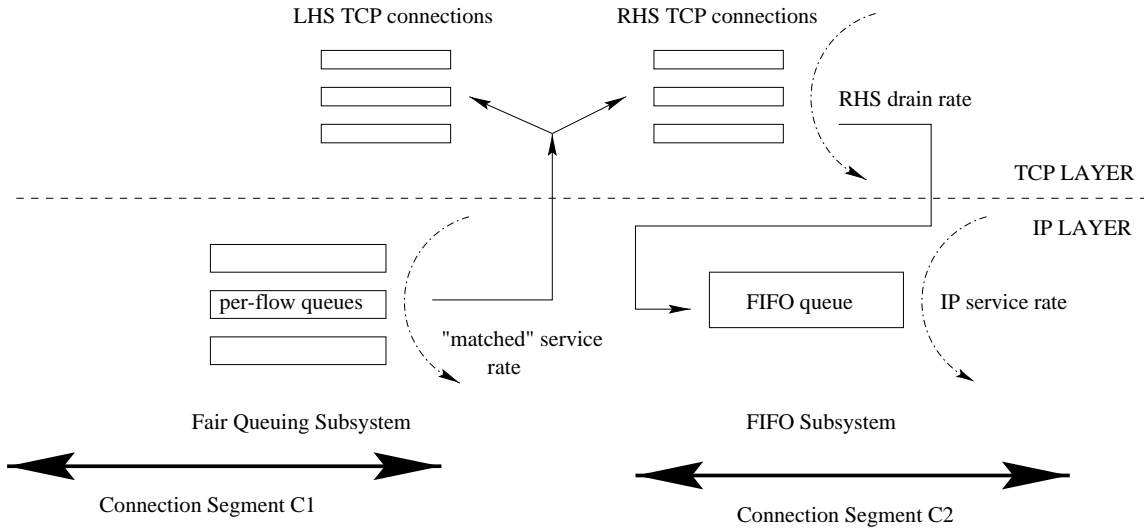 LHS TCP connections
RHS TCP connections
RHS drain rate
TCP LAYER
IP LAYER
per-flow queues
FIFO queue
IP service rate
"matched" service
rate
Fair Queuing Subsystem
FIFO Subsystem
Connection Segment C1
Connection Segment C2